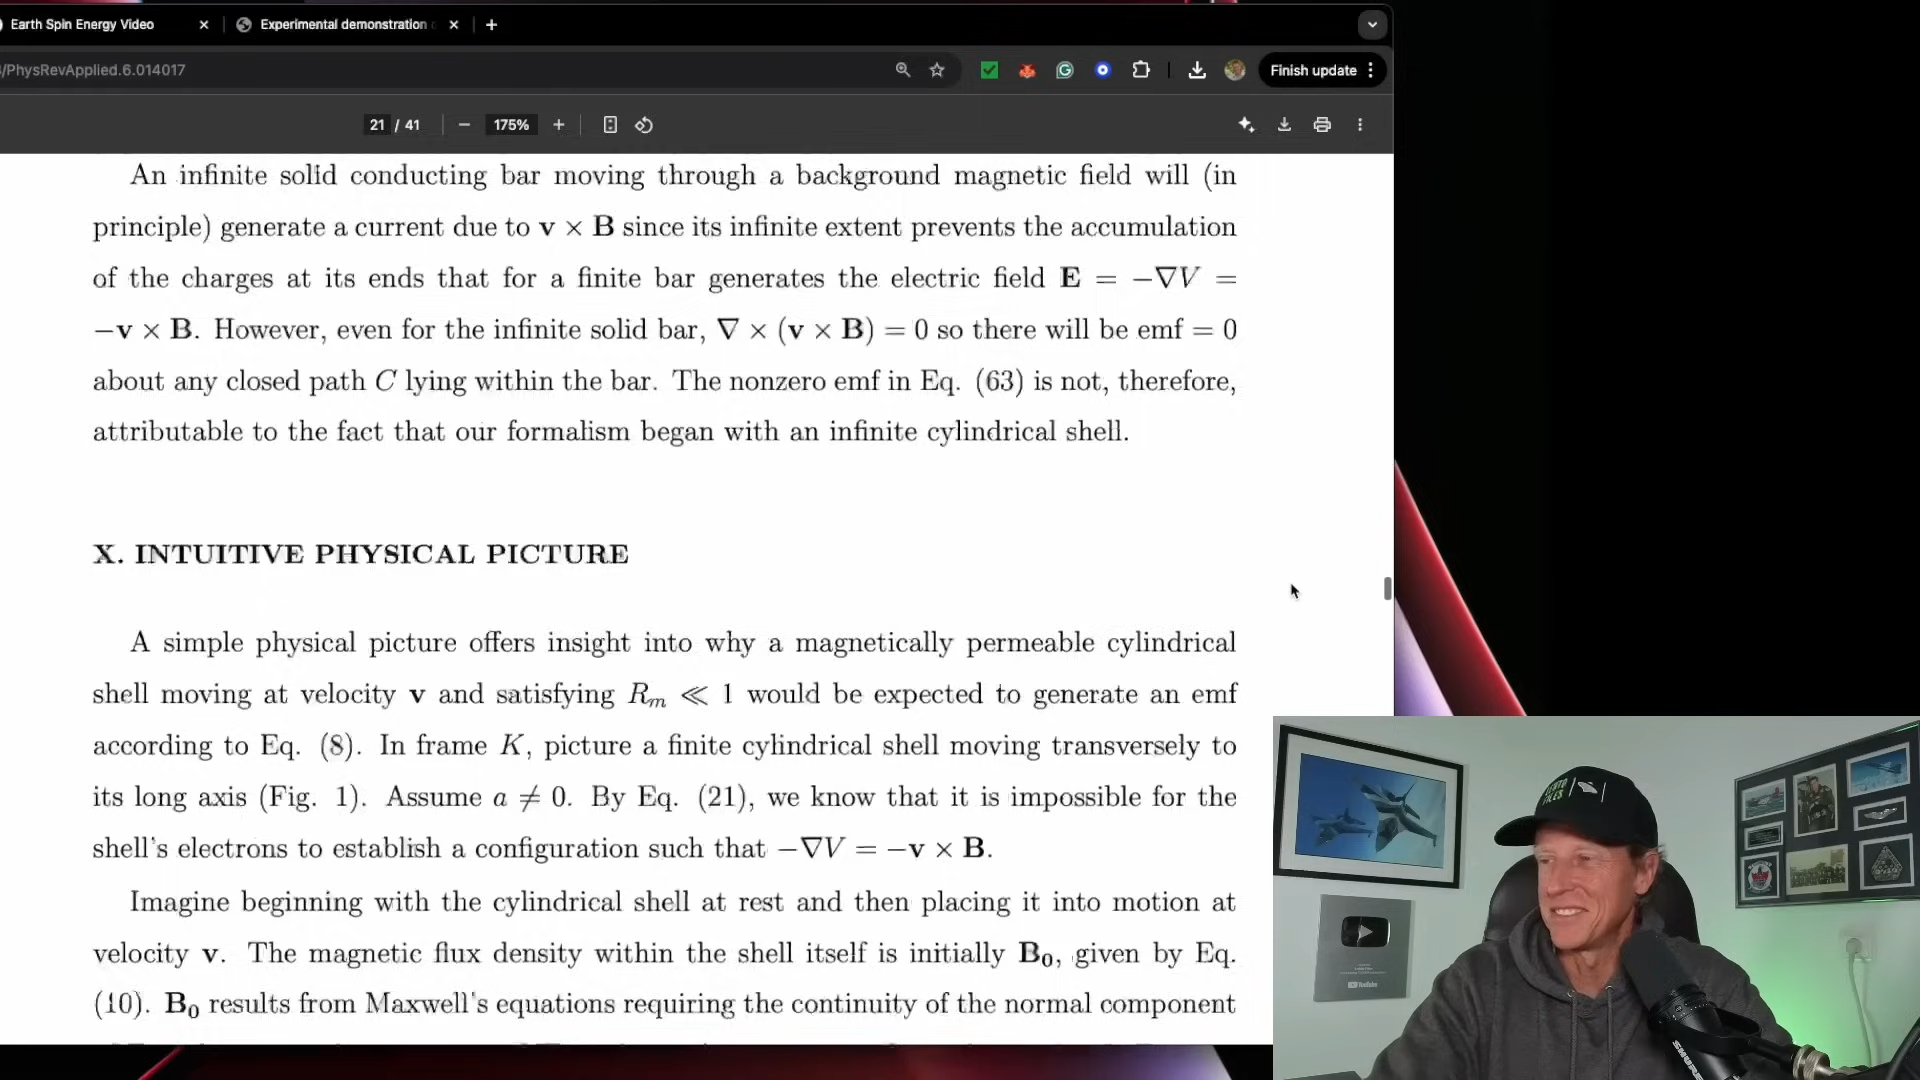 Earth Spin Energy Video
Experimental demonstration
/PhysRevApplied.6.014017
Finish update
21 / 41
175%
An infinite solid conducting bar moving through a background magnetic field will (in
principle) generate a current due to v × B since its infinite extent prevents the accumulation
of the charges at its ends that for a finite bar generates the electric field E = −∇V =
−v × B. However, even for the infinite solid bar, ∇ × (v × B) = 0 so there will be emf = 0
about any closed path C lying within the bar. The nonzero emf in Eq. (63) is not, therefore,
attributable to the fact that our formalism began with an infinite cylindrical shell.
X. INTUITIVE PHYSICAL PICTURE
A simple physical picture offers insight into why a magnetically permeable cylindrical
shell moving at velocity v and satisfying Rₘ ≪ 1 would be expected to generate an emf
according to Eq. (8). In frame K, picture a finite cylindrical shell moving transversely to
its long axis (Fig. 1). Assume a ≠ 0. By Eq. (21), we know that it is impossible for the
shell's electrons to establish a configuration such that −∇V = −v × B.
Imagine beginning with the cylindrical shell at rest and then placing it into motion at
velocity v. The magnetic flux density within the shell itself is initially B₀, given by Eq.
(10). B₀ results from Maxwell's equations requiring the continuity of the normal component
FILES
YouTube
SHURE